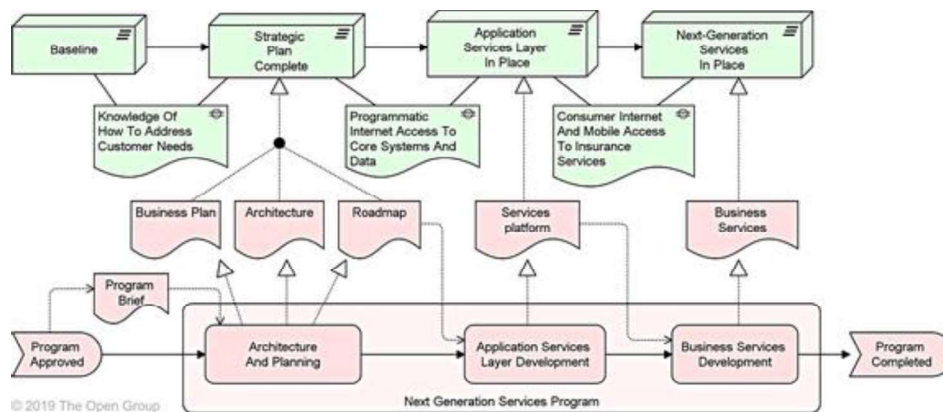 Baseline
Strategic
Plan
Complete
Application
Services Layer
In Place
Next-Generation
Services
In Place
Knowledge Of
How To Address
Customer Needs
Programmatic
Internet Access To
Core Systems And
Data
Consumer Internet
And Mobile Access
To Insurance
Services
Business Plan
Architecture
Roadmap
Services
platform
Business
Services
Program
Brief
Program
Approved
Architecture
And Planning
Application Services
Layer Development
Business Services
Development
Program
Completed
Next Generation Services Program
© 2019 The Open Group